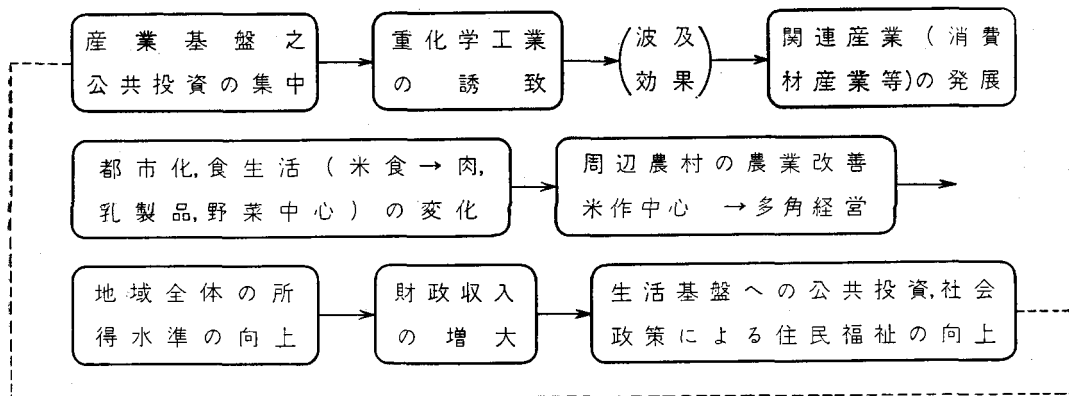 産業基盤之
公共投資の集中
重化学工業
の誘致
(波及
効果)
関連産業(消費
材産業等)の発展
都市化,食生活(米食→肉,
乳製品,野菜中心)の変化
周辺農村の農業改善
米作中心 →多角経営
地域全体の所
得水準の向上
財政収入
の増大
生活基盤への公共投資,社会
政策による住民福祉の向上